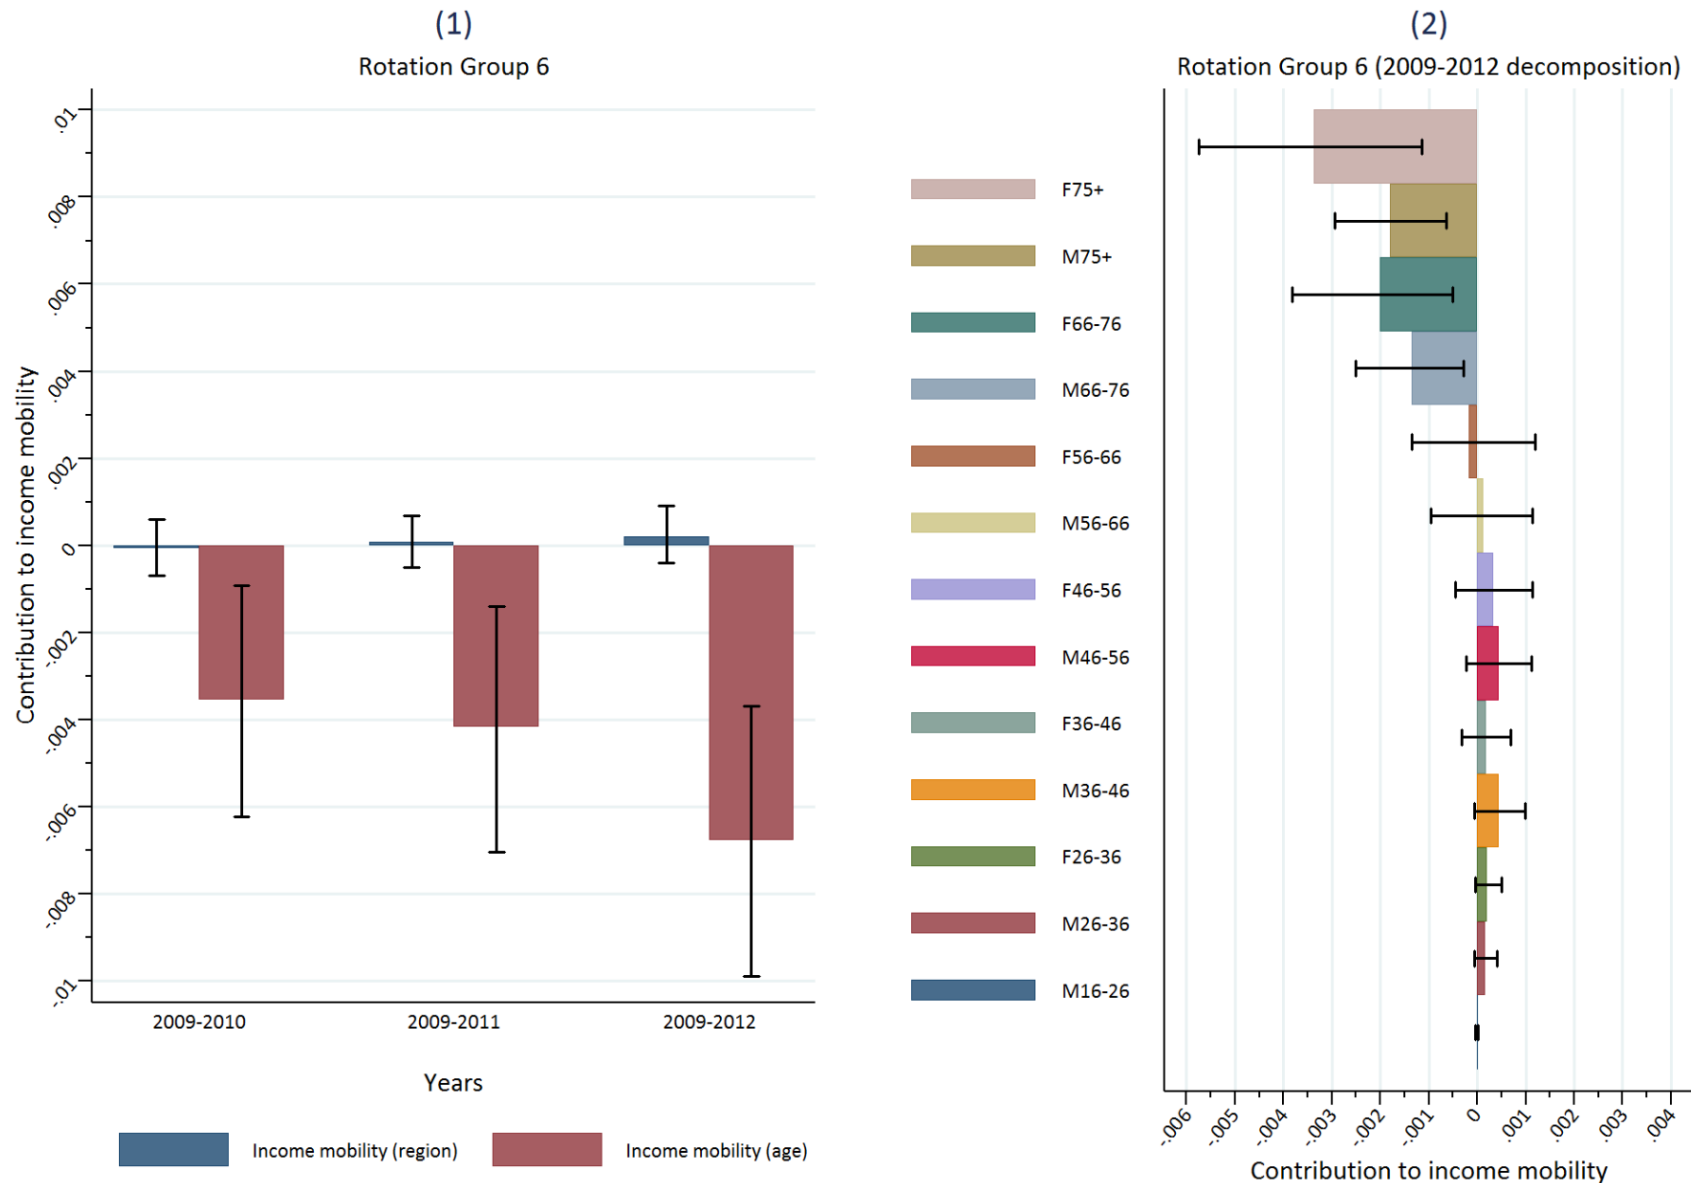 (1)
Rotation Group 6
Contribution to income mobility
.01
.008
.006
.004
.002
0
-.002
-.004
-.006
-.008
-.01
2009-2010
2009-2011
2009-2012
Years
Income mobility (region)
Income mobility (age)
F75+
M75+
F66-76
M66-76
F56-66
M56-66
F46-56
M46-56
F36-46
M36-46
F26-36
M26-36
M16-26
(2)
Rotation Group 6 (2009-2012 decomposition)
-.006
-.005
-.004
-.003
-.002
-.001
0
.001
.002
.003
.004
Contribution to income mobility